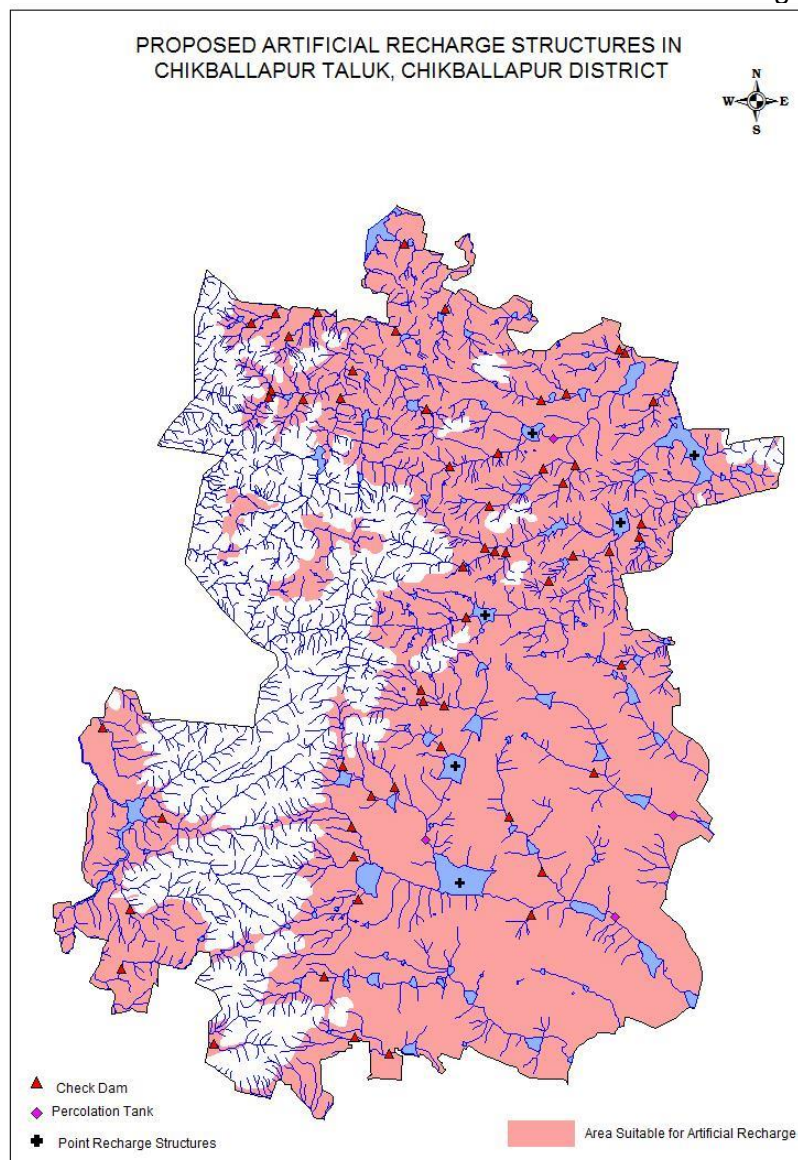 PROPOSED ARTIFICIAL RECHARGE STRUCTURES IN
CHIKBALLAPUR TALUK, CHIKBALLAPUR DISTRICT
N
W E
S
Check Dam
Percolation Tank
Point Recharge Structures
Area Suitable for Artificial Recharge